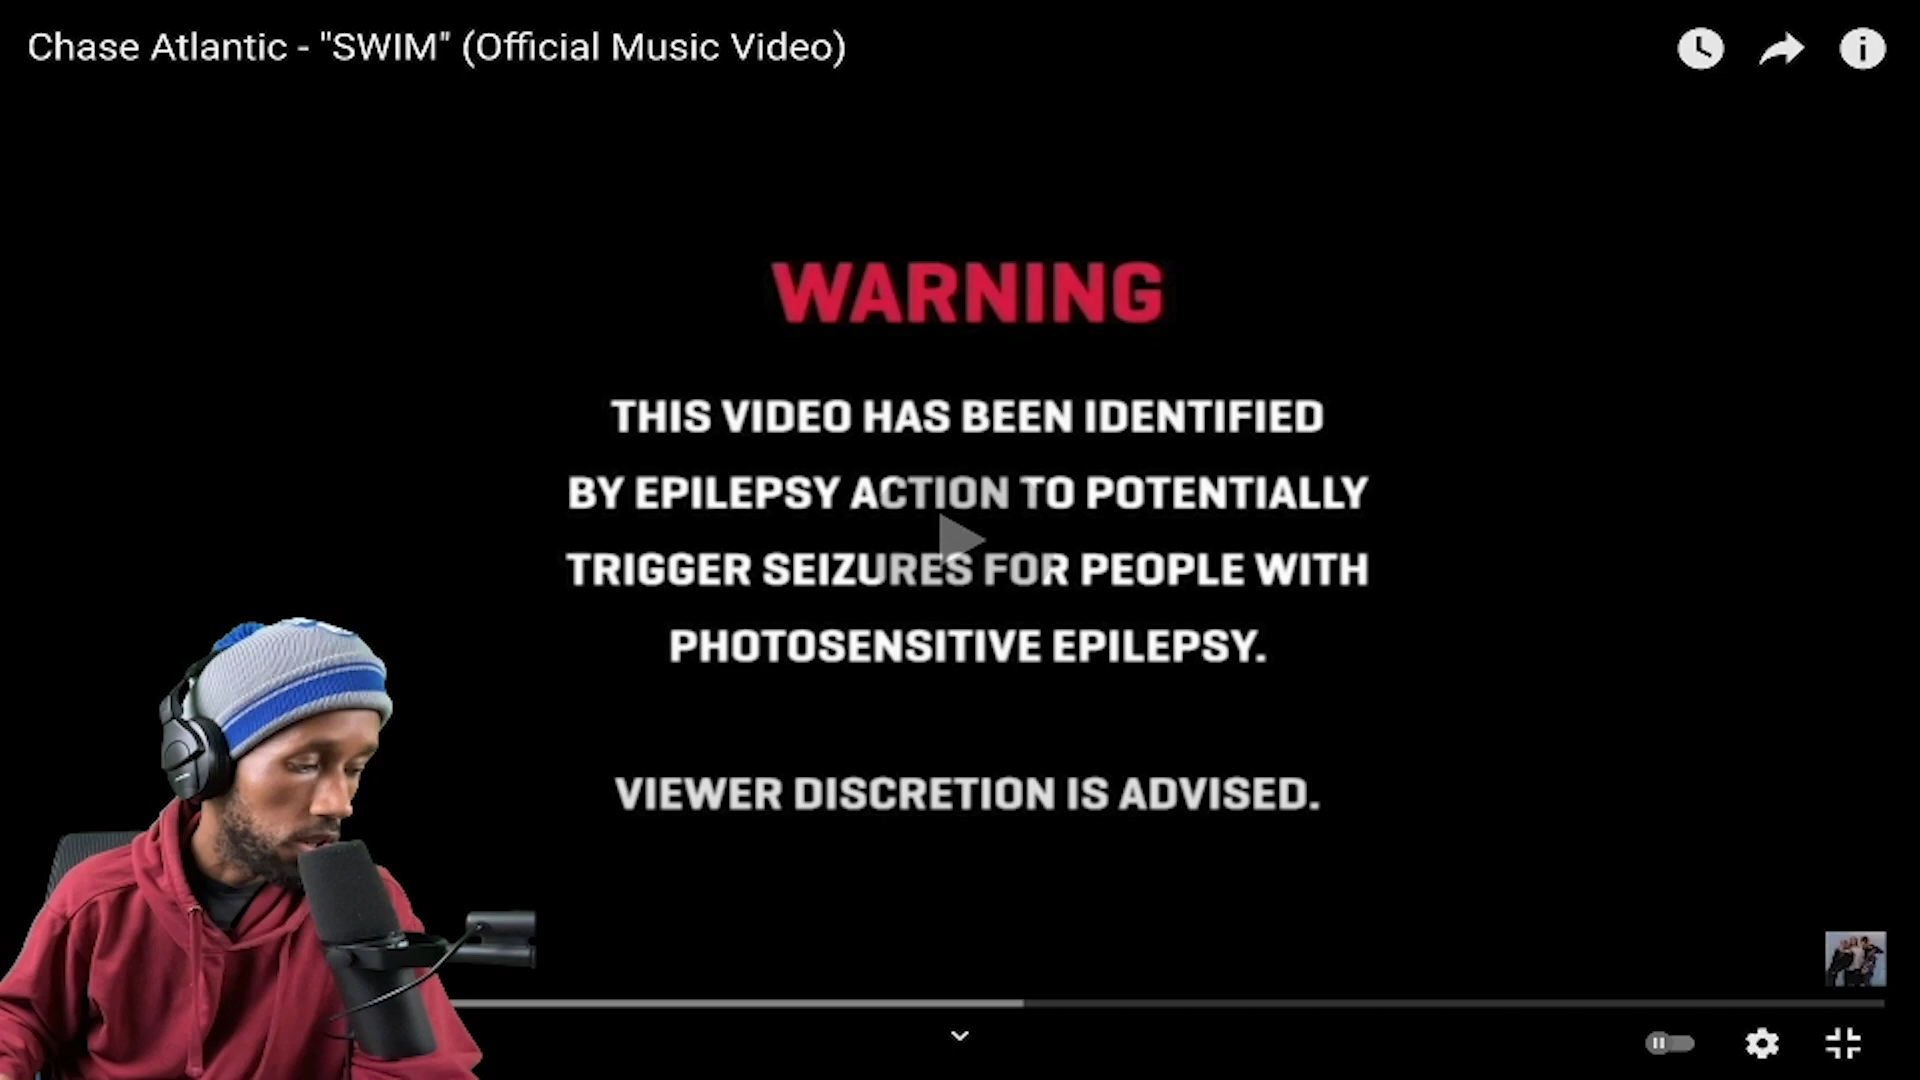 Chase Atlantic - "SWIM" (Official Music Video)
WARNING
THIS VIDEO HAS BEEN IDENTIFIED
BY EPILEPSY ACTION TO POTENTIALLY
TRIGGER SEIZURES FOR PEOPLE WITH
PHOTOSENSITIVE EPILEPSY.
VIEWER DISCRETION IS ADVISED.